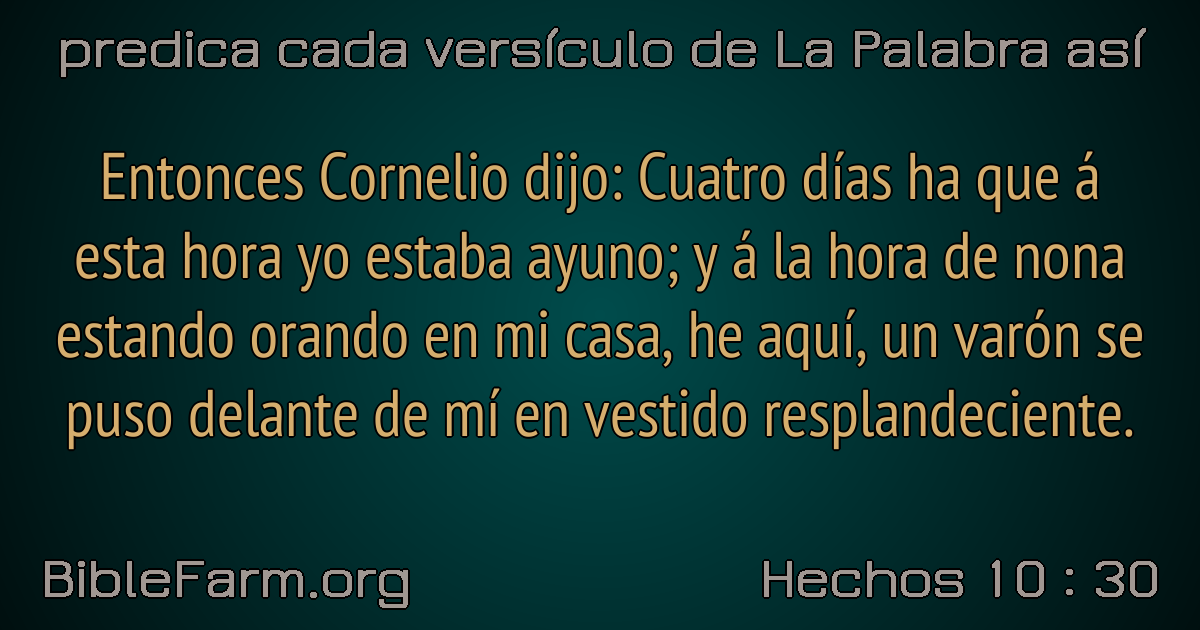 predica cada versículo de La Palabra así
Entonces Cornelio dijo: Cuatro días ha que á
esta hora yo estaba ayuno; y á la hora de nona
estando orando en mi casa, he aquí, un varón se
puso delante de mí en vestido resplandeciente.
BibleFarm.org
Hechos 10 : 30